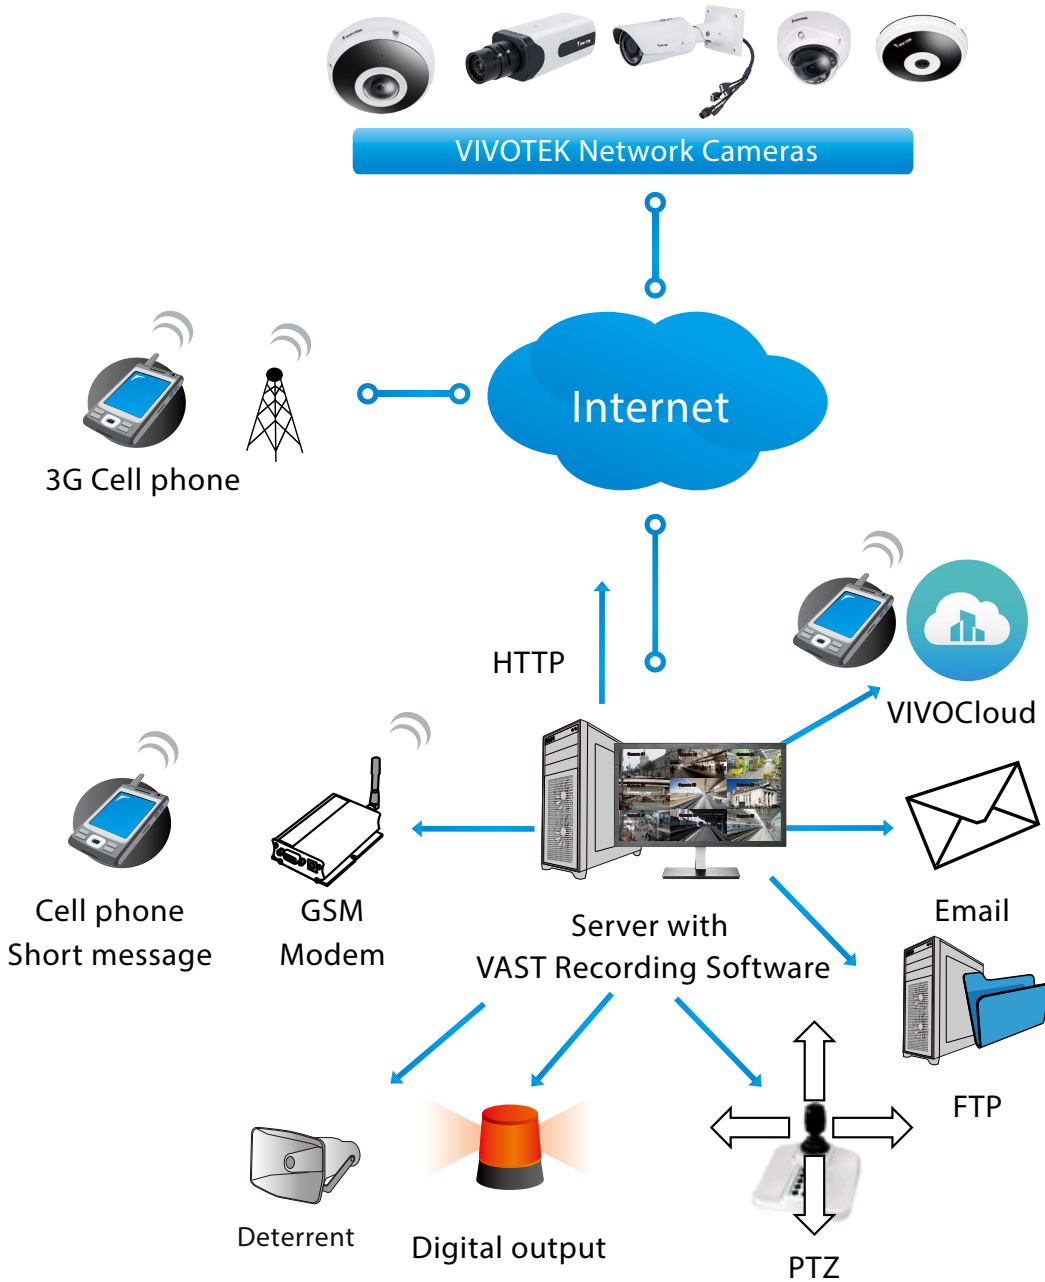 VIVOTEK Network Cameras
Internet
3G Cell phone
HTTP
VIVOCloud
Cell phone
Short message
GSM
Modem
Server with
VAST Recording Software
Email
FTP
Deterrent
Digital output
PTZ